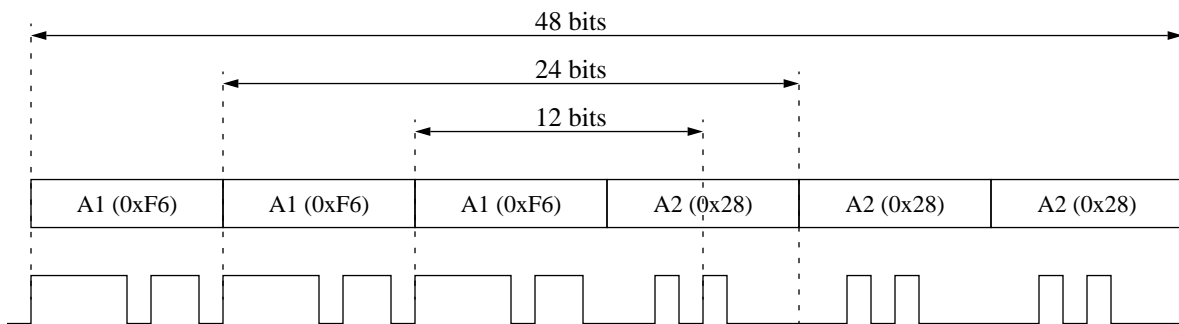 48 bits
24 bits
12 bits
A1 (0xF6) A1 (0xF6) A1 (0xF6) A2 (0x28) A2 (0x28) A2 (0x28)